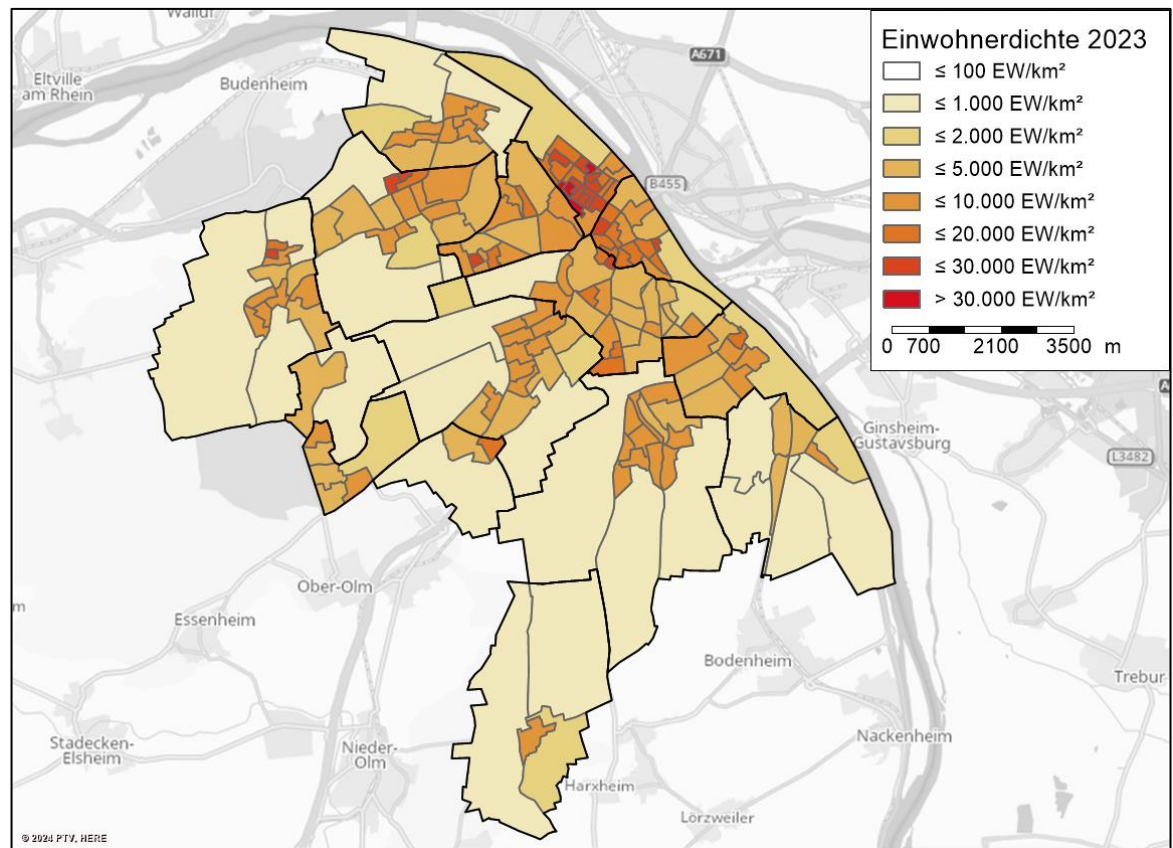 Walluf
A671
Eltville
am Rhein
Budenheim
B455
Einwohnerdichte 2023
≤ 100 EW/km²
≤ 1.000 EW/km²
≤ 2.000 EW/km²
≤ 5.000 EW/km²
≤ 10.000 EW/km²
≤ 20.000 EW/km²
≤ 30.000 EW/km²
> 30.000 EW/km²
0 700 2100 3500 m
Ginsheim-
Gustavsburg
L3482
A
m
Ober-Olm
Essenheim
Bodenheim
Trebur
Stadecken-
Elsheim
Nieder-
Olm
Nackenheim
Harxheim
Lörzweiler
© 2024 PTV, HERE